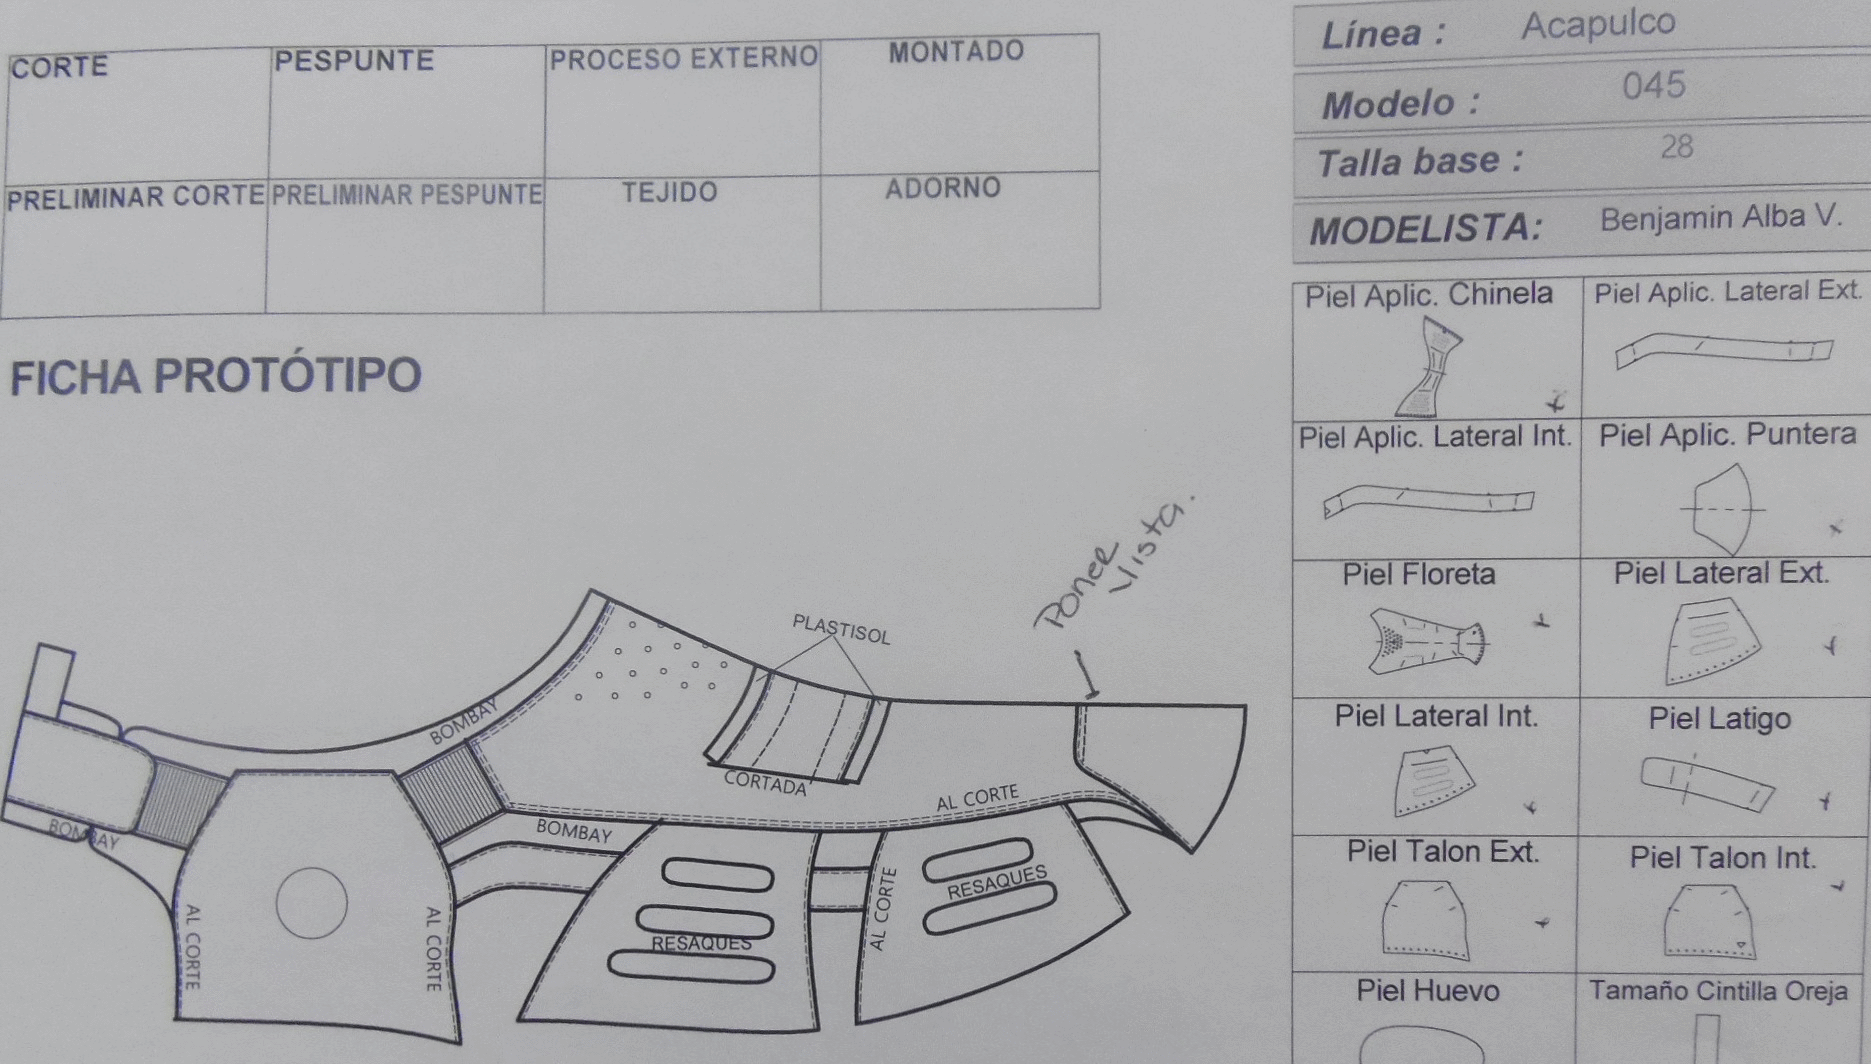 CORTE PESPUNTE PROCESO EXTERNO MONTADO
PRELIMINAR CORTE PRELIMINAR PESPUNTE TEJIDO ADORNO
FICHA PROTÓTIPO
Poner
Vista.
PLASTISOL
BOMBAY
CORTADA
AL CORTE
BOMBAY
BOMBAY
RESAQUES
AL CORTE
RESAQUES
AL CORTE
AL CORTE
Línea : Acapulco
Modelo : 045
Talla base : 28
MODELISTA: Benjamin Alba V.
Piel Aplic. Chinela Piel Aplic. Lateral Ext.
Piel Aplic. Lateral Int. Piel Aplic. Puntera
Piel Floreta Piel Lateral Ext.
Piel Lateral Int. Piel Latigo
Piel Talon Ext. Piel Talon Int.
Piel Huevo Tamaño Cintilla Oreja